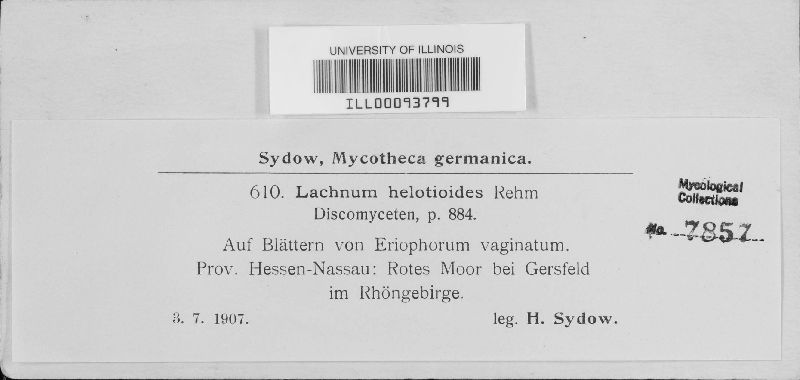 UNIVERSITY OF ILLINOIS
ILL00093799
Sydow, Mycotheca germanica.
610. Lachnum helotioides Rehm
Discomyceten, p. 884.
Auf Blättern von Eriophorum vaginatum.
Prov. Hessen-Nassau: Rotes Moor bei Gersfeld
im Rhöngebirge.
3. 7. 1907. leg. H. Sydow.
Mycological
Collections
No. 7857